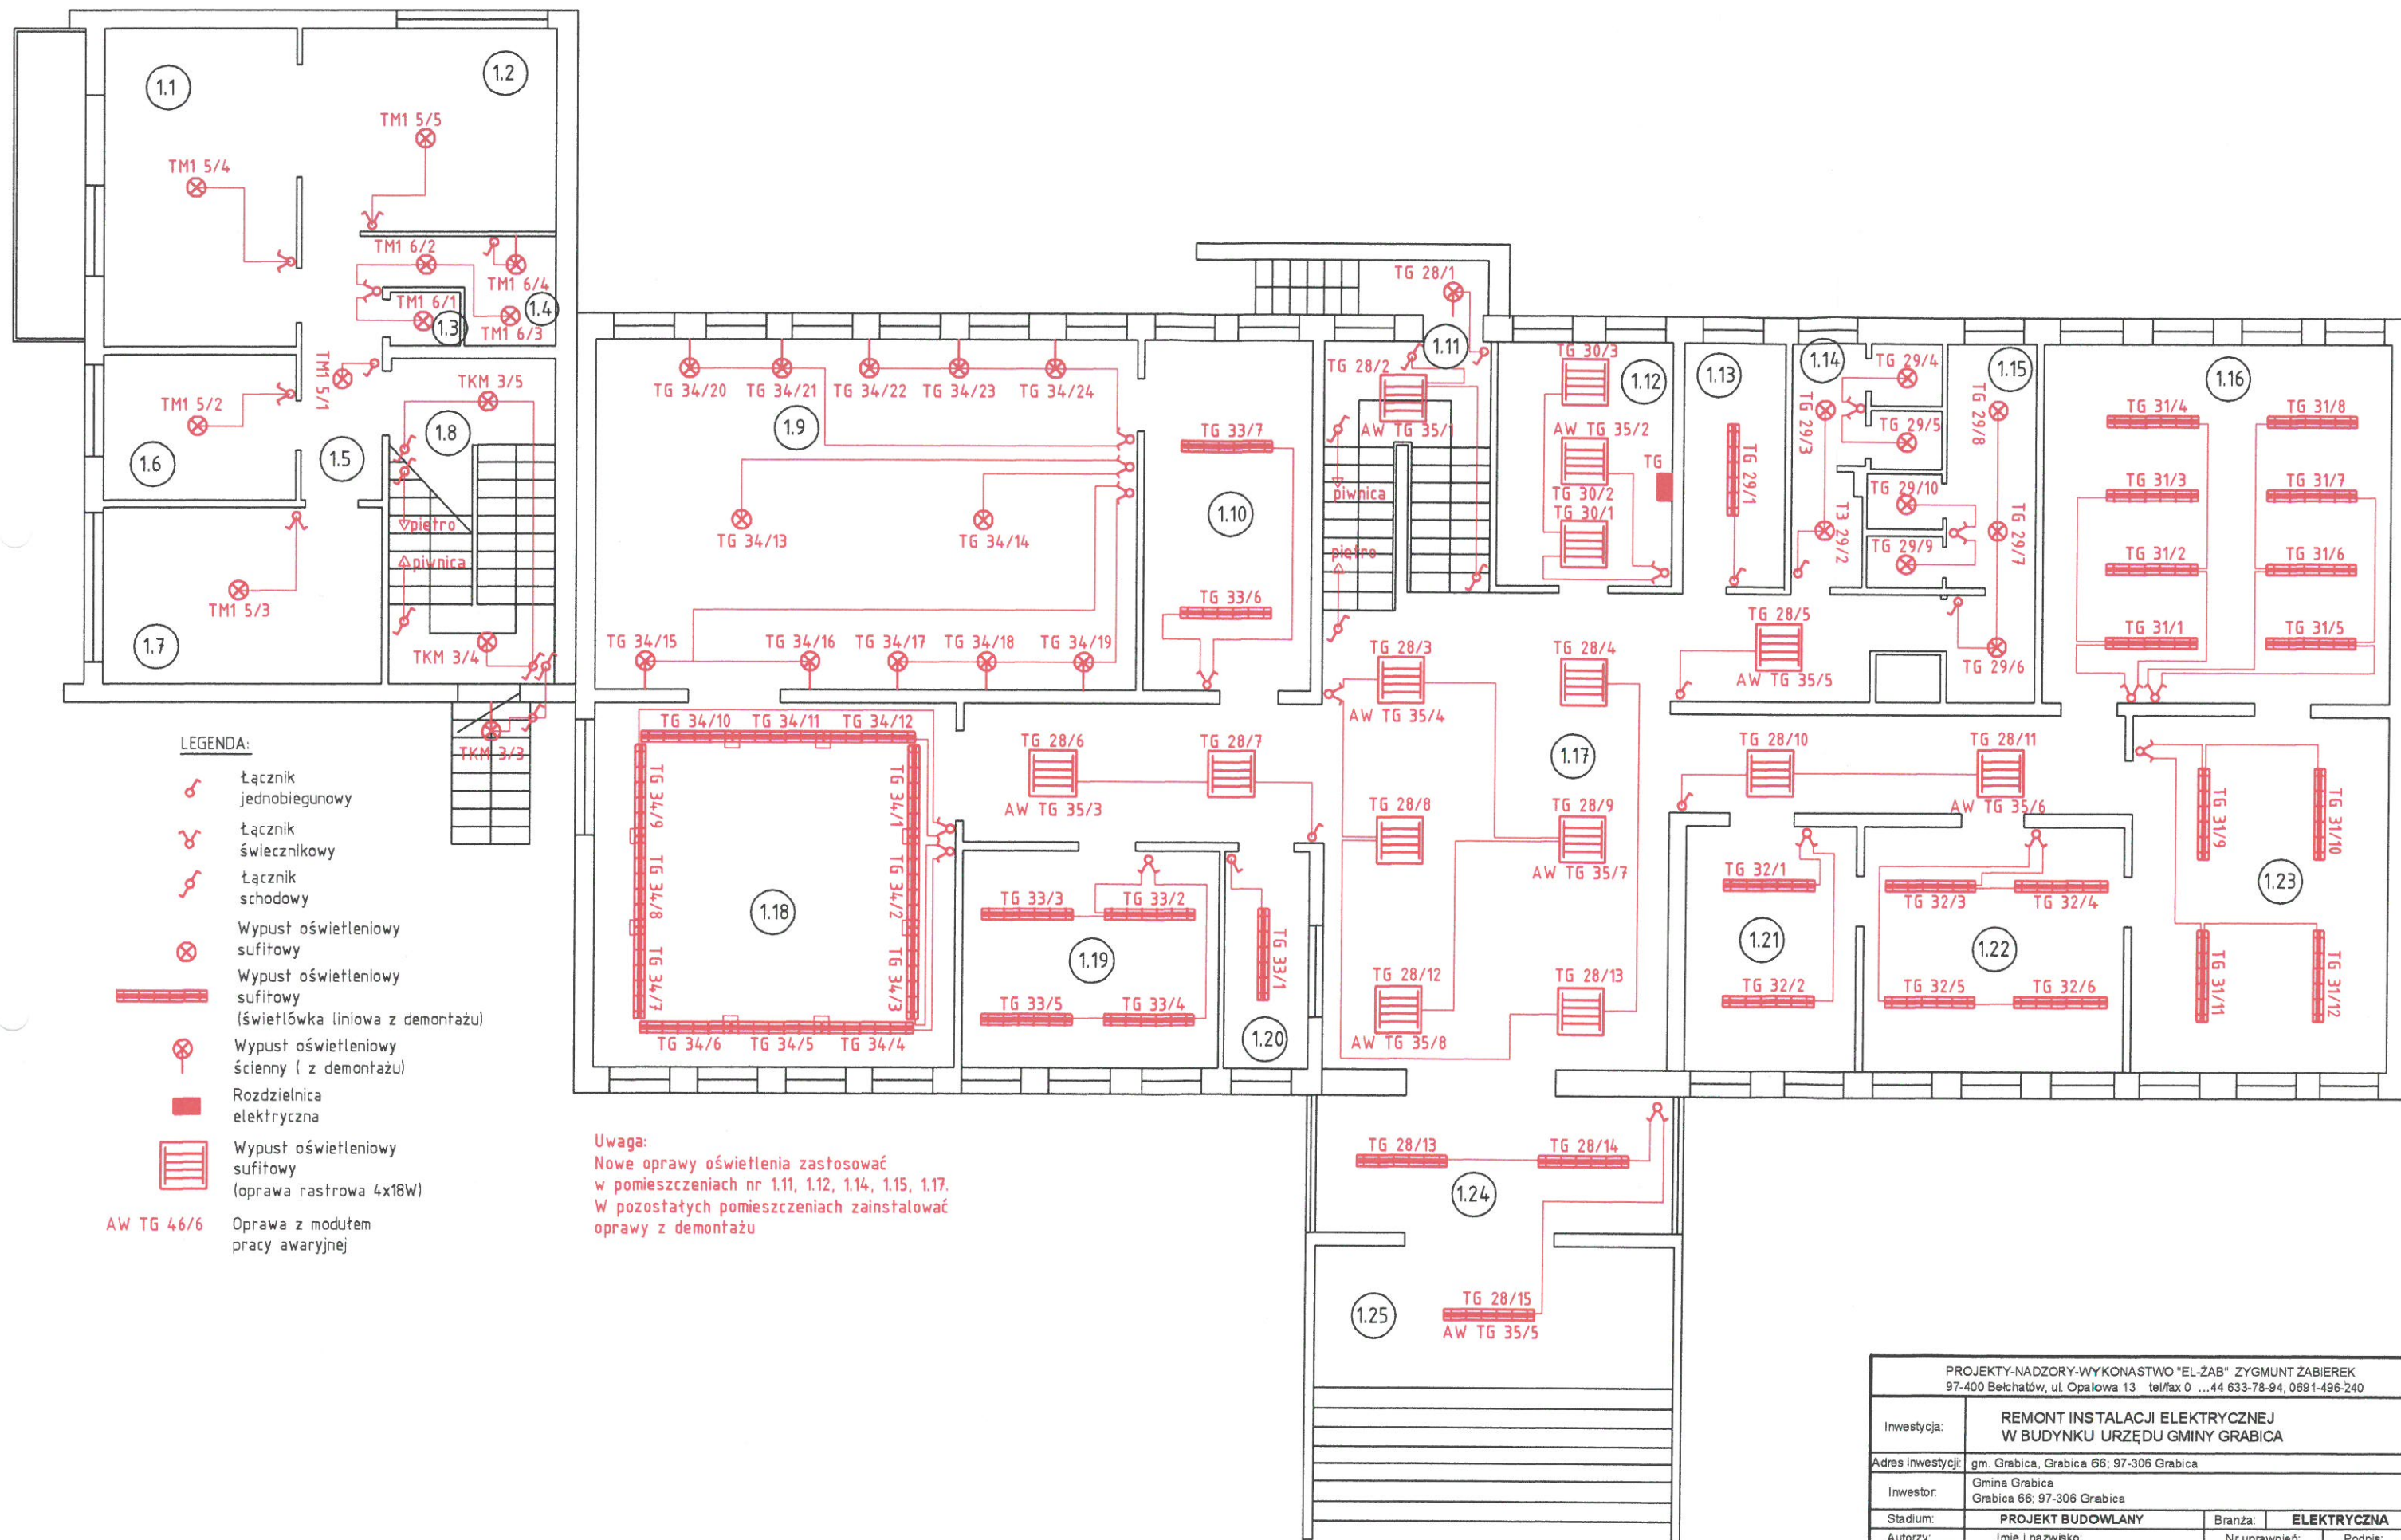 1.1
1.2
TM1 5/5
TM1 5/4
TM1 6/2
TM1 6/4
TM1 6/1
1.3
1.4
TM1 6/3
TM1 5/1
TKM 3/5
TM1 5/2
1.8
1.6
1.5
piętro
piwnica
TM1 5/3
1.7
TKM 3/4
TKM 3/3
TG 34/20
TG 34/21
TG 34/22
TG 34/23
TG 34/24
1.9
TG 34/13
TG 34/14
TG 34/15
TG 34/16
TG 34/17
TG 34/18
TG 34/19
TG 33/7
1.10
TG 33/6
TG 28/1
1.11
TG 28/2
AW TG 35/1
piwnica
piętro
TG 30/3
1.12
AW TG 35/2
TG
TG 30/2
TG 30/1
1.13
TG 29/1
1.14
TG 29/3
T3 29/2
TG 29/4
TG 29/5
TG 29/10
TG 29/9
1.15
TG 29/8
TG 29/7
TG 29/6
1.16
TG 31/4
TG 31/8
TG 31/3
TG 31/7
TG 31/2
TG 31/6
TG 31/1
TG 31/5
TG 28/5
AW TG 35/5
TG 28/3
AW TG 35/4
TG 28/4
1.17
TG 28/8
TG 28/9
AW TG 35/7
TG 28/12
AW TG 35/8
TG 28/13
TG 34/10
TG 34/11
TG 34/12
TG 34/9
TG 34/8
TG 34/7
TG 34/1
TG 34/2
TG 34/3
1.18
TG 34/6
TG 34/5
TG 34/4
TG 28/6
AW TG 35/3
TG 28/7
TG 33/3
TG 33/2
1.19
TG 33/5
TG 33/4
TG 33/1
1.20
TG 28/10
TG 28/11
AW TG 35/6
TG 32/1
1.21
TG 32/2
TG 32/3
TG 32/4
1.22
TG 32/5
TG 32/6
TG 31/9
TG 31/10
1.23
TG 31/11
TG 31/12
TG 28/13
TG 28/14
1.24
1.25
TG 28/15
AW TG 35/5
LEGENDA:
Łącznik
jednobiegunowy
Łącznik
świecznikowy
Łącznik
schodowy
Wypust oświetleniowy
sufitowy
Wypust oświetleniowy
sufitowy
(świetlówka liniowa z demontażu)
Wypust oświetleniowy
ścienny ( z demontażu)
Rozdzielnica
elektryczna
Wypust oświetleniowy
sufitowy
(oprawa rastrowa 4x18W)
AW TG 46/6 Oprawa z modułem
pracy awaryjnej
Uwaga:
Nowe oprawy oświetlenia zastosować
w pomieszczeniach nr 1.11, 1.12, 1.14, 1.15, 1.17.
W pozostałych pomieszczeniach zainstalować
oprawy z demontażu
PROJEKTY-NADZORY-WYKONASTWO "EL-ŻAB" ZYGMUNT ŻABIEREK
97-400 Bełchatów, ul. Opalowa 13 tel/fax 0 ...44 633-78-94, 0691-496-240
Inwestycja: REMONT INSTALACJI ELEKTRYCZNEJ
W BUDYNKU URZĘDU GMINY GRABICA
Adres inwestycji: gm. Grabica, Grabica 66; 97-306 Grabica
Inwestor: Gmina Grabica
Grabica 66; 97-306 Grabica
Stadium: PROJEKT BUDOWLANY Branża: ELEKTRYCZNA
Autorzy: Imię i nazwisko: Nr uprawnień: Podpis: